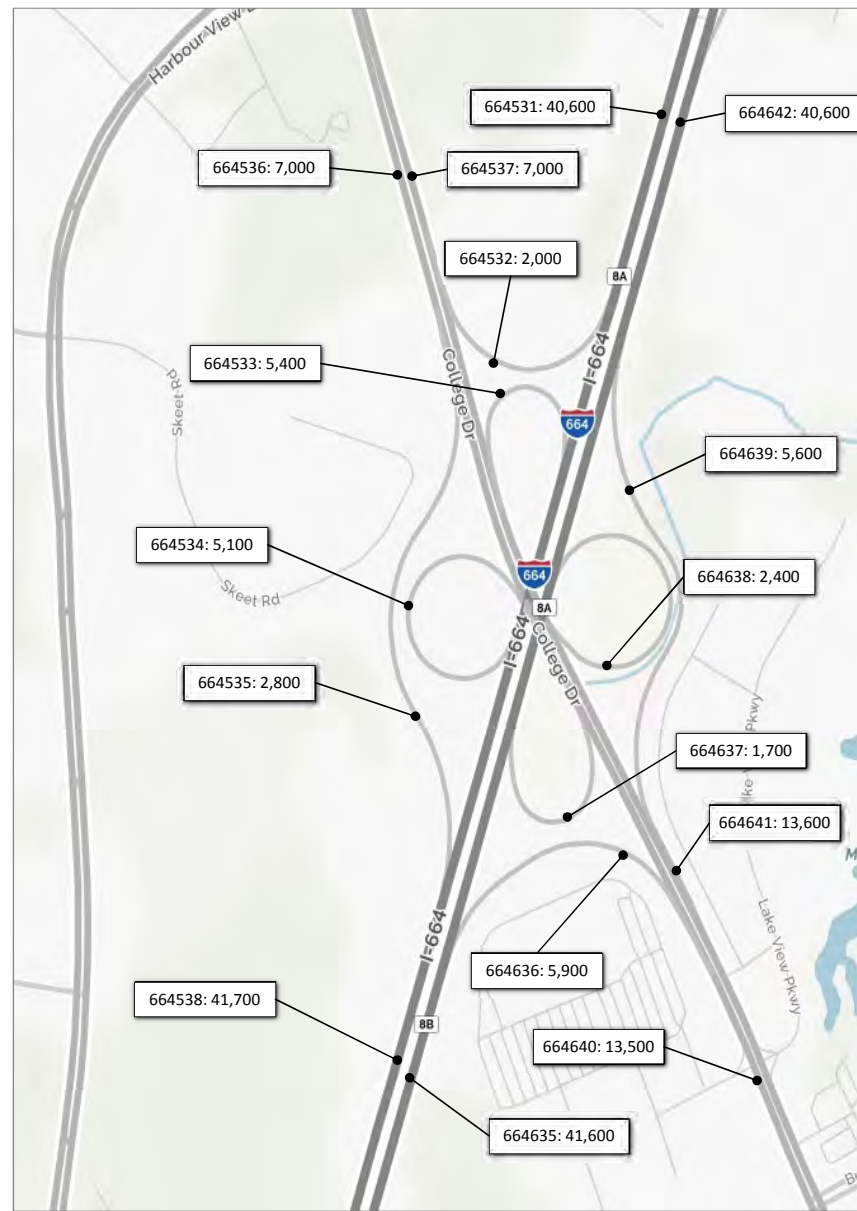 Harbour View
664531: 40,600
664642: 40,600
664536: 7,000
664537: 7,000
664532: 2,000
8A
I-664
664533: 5,400
College Dr
Skeet Rd
664
664639: 5,600
664534: 5,100
664
664638: 2,400
Skeet Rd
8A
I-664
College Dr
664535: 2,800
Pkwy
664637: 1,700
664641: 13,600
M
Lake View Pkwy
I-664
664636: 5,900
664538: 41,700
8B
664640: 13,500
664635: 41,600